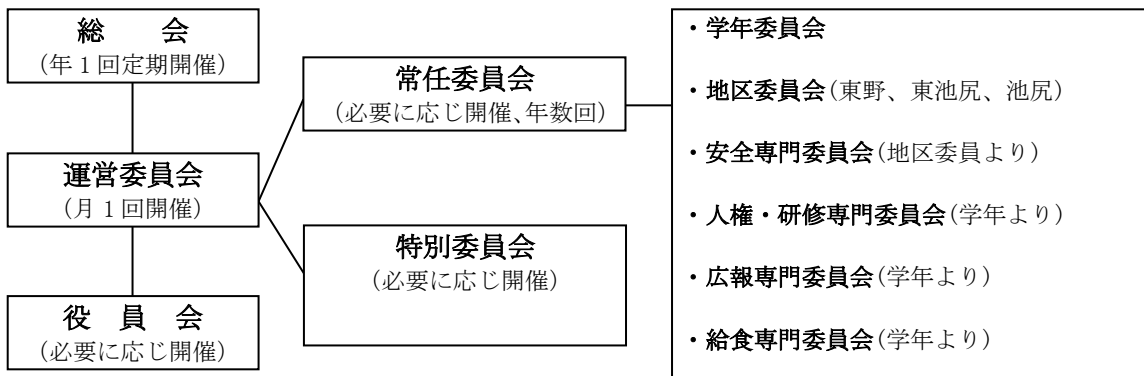 総　　会
（年１回定期開催）
運営委員会
（月１回開催）
役　員　会
（必要に応じ開催）
常任委員会
（必要に応じ開催、年数回）
特別委員会
（必要に応じ開催）
・学年委員会
・地区委員会（東野、東池尻、池尻）
・安全専門委員会（地区委員より）
・人権・研修専門委員会（学年より）
・広報専門委員会（学年より）
・給食専門委員会（学年より）